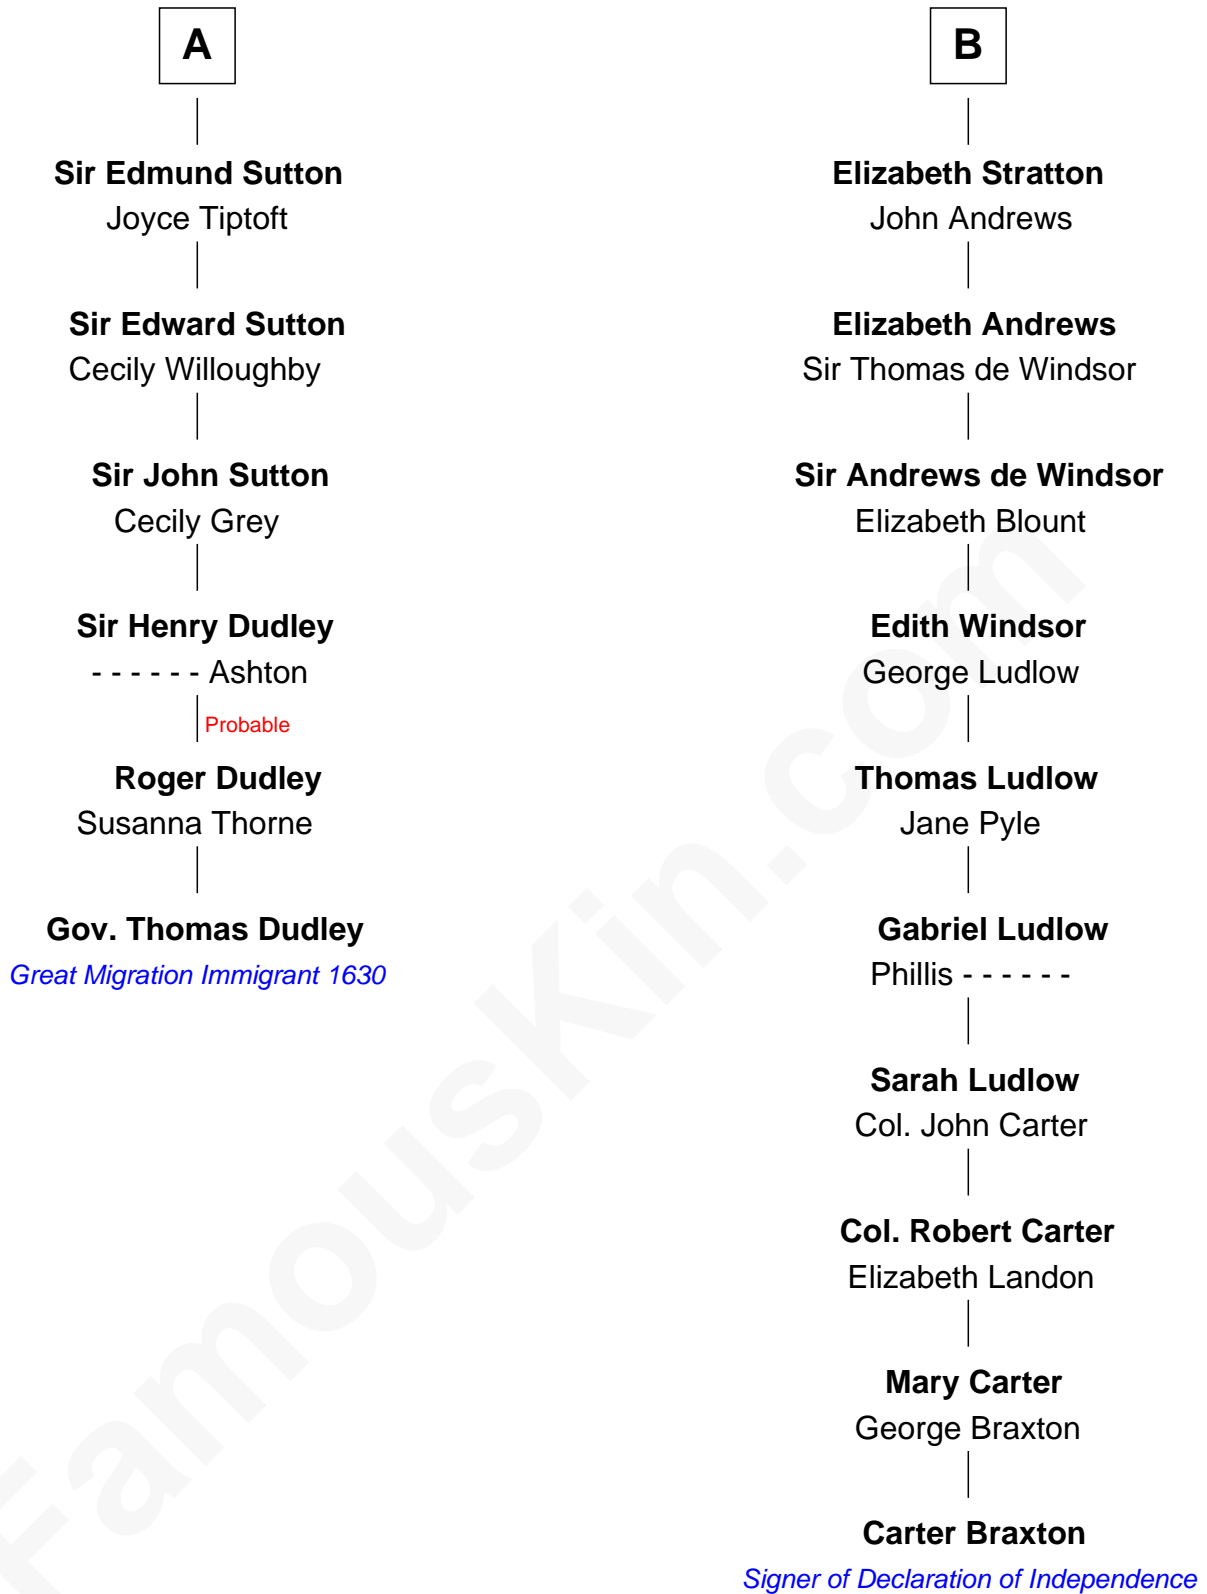 A
Sir Edmund Sutton
Joyce Tiptoft
Sir Edward Sutton
Cecily Willoughby
Sir John Sutton
Cecily Grey
Sir Henry Dudley
- - - - - - Ashton
Probable
Roger Dudley
Susanna Thorne
Gov. Thomas Dudley
Great Migration Immigrant 1630
B
Elizabeth Stratton
John Andrews
Elizabeth Andrews
Sir Thomas de Windsor
Sir Andrews de Windsor
Elizabeth Blount
Edith Windsor
George Ludlow
Thomas Ludlow
Jane Pyle
Gabriel Ludlow
Phillis - - - - - -
Sarah Ludlow
Col. John Carter
Col. Robert Carter
Elizabeth Landon
Mary Carter
George Braxton
Carter Braxton
Signer of Declaration of Independence
FamousKin.com